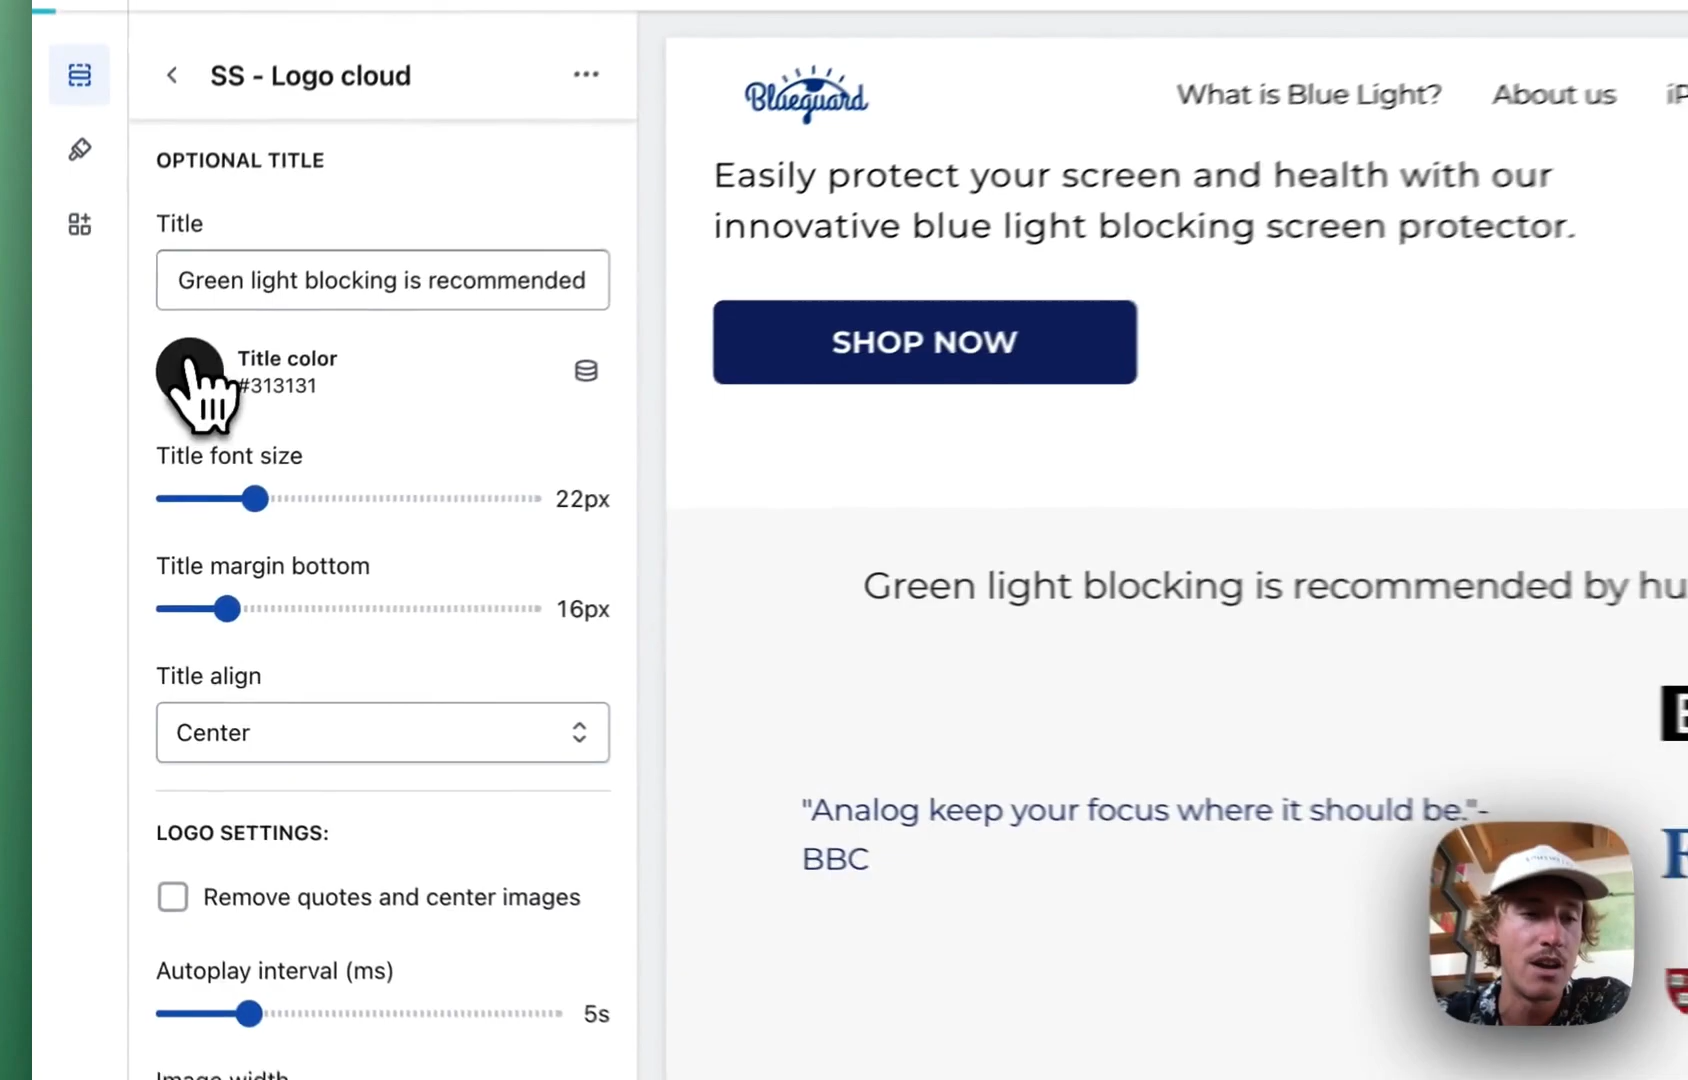 SS - Logo cloud
OPTIONAL TITLE
Title
Green light blocking is recommended
Title color
#313131
Title font size
22px
Title margin bottom
16px
Title align
Center
LOGO SETTINGS:
Remove quotes and center images
Autoplay interval (ms)
5s
Image width
Blueguard
What is Blue Light?
About us
Easily protect your screen and health with our
innovative blue light blocking screen protector.
SHOP NOW
Green light blocking is recommended by hu
"Analog keep your focus where it should be."-
BBC